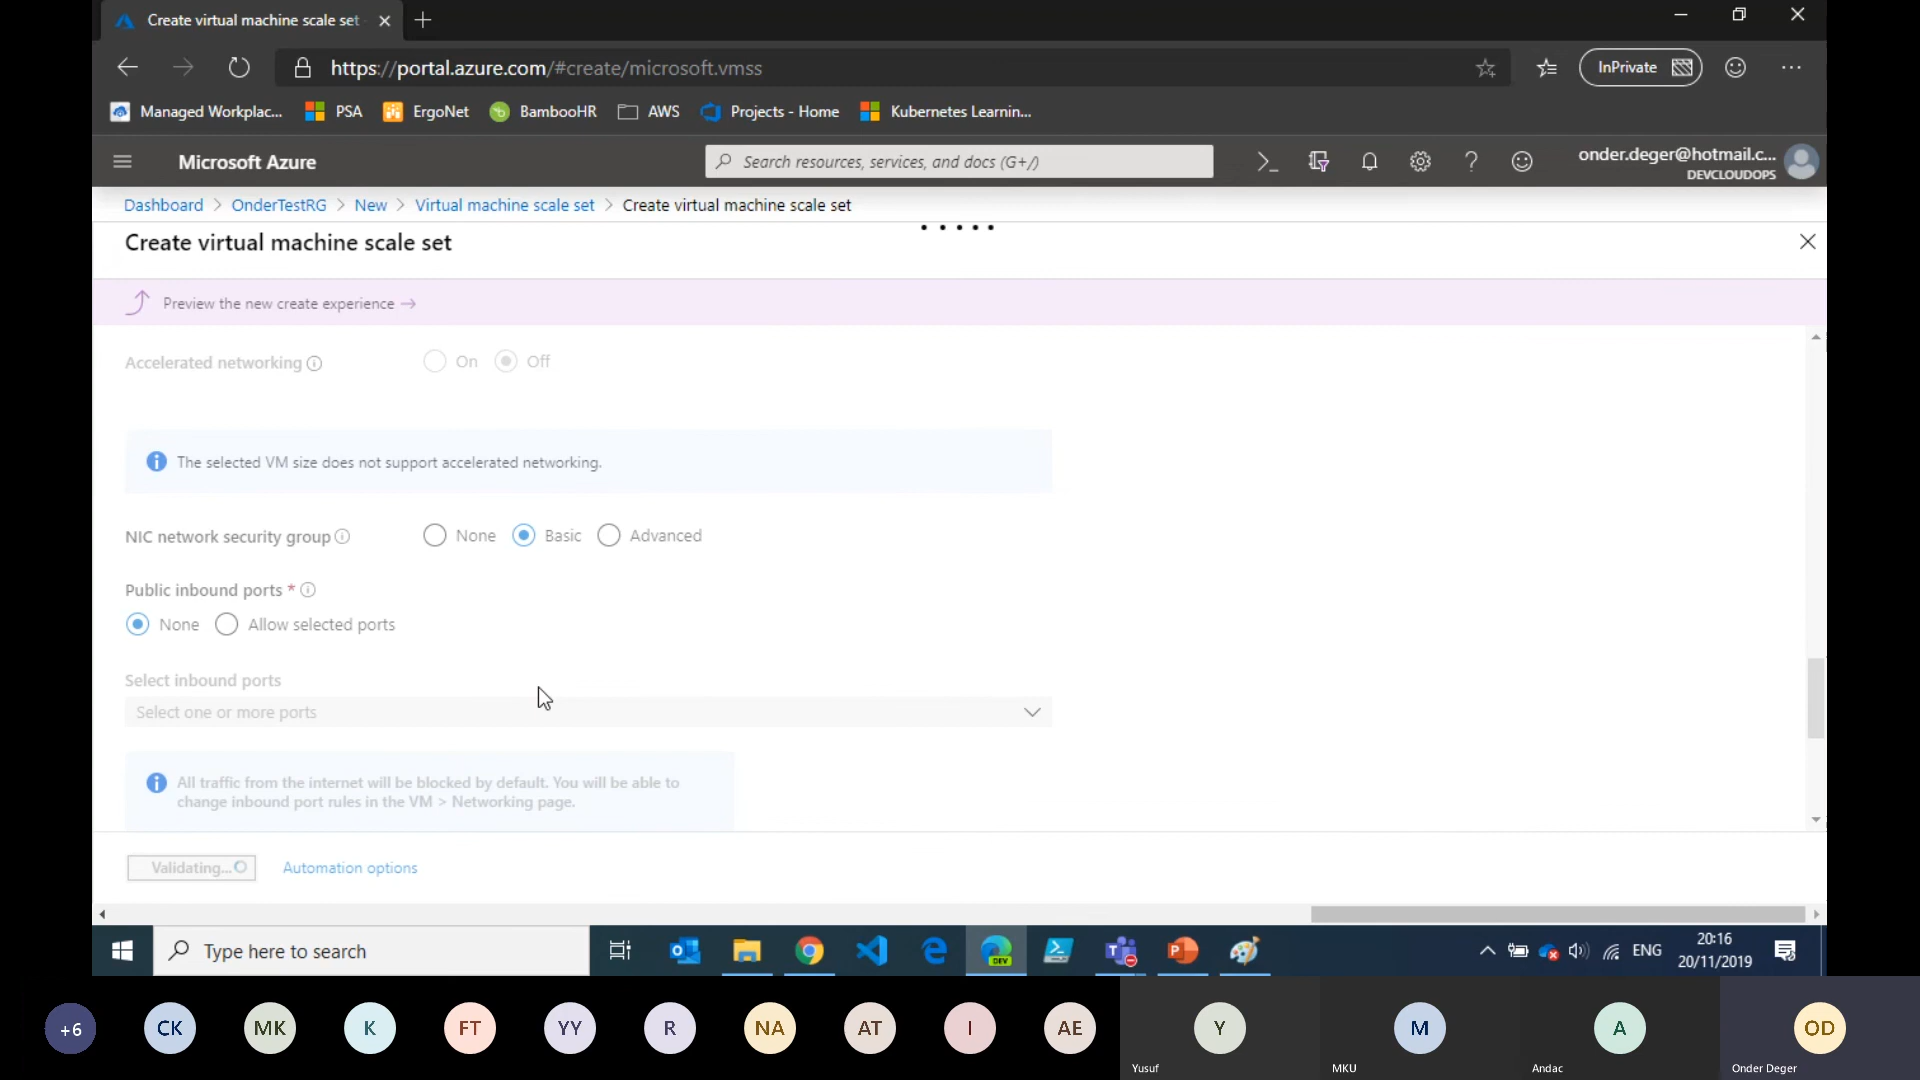 Create virtual machine scale set
https://portal.azure.com/#create/microsoft.vmss
InPrivate
Managed Workplac...
PSA
ErgoNet
BambooHR
AWS
Projects - Home
Kubernetes Learnin...
Microsoft Azure
Search resources, services, and docs (G+/)
onder.deger@hotmail.c...
DEVCLOUDOPS
Dashboard > OnderTestRG > New > Virtual machine scale set > Create virtual machine scale set
Create virtual machine scale set
Preview the new create experience →
Accelerated networking
On
Off
The selected VM size does not support accelerated networking.
NIC network security group
None
Basic
Advanced
Public inbound ports *
None
Allow selected ports
Select inbound ports
Select one or more ports
All traffic from the internet will be blocked by default. You will be able to
change inbound port rules in the VM > Networking page.
Validating...
Automation options
Type here to search
DEV
ENG
20:16
20/11/2019
+6
CK
MK
K
FT
YY
R
NA
AT
I
AE
Y
M
A
OD
Yusuf
MKU
Andac
Onder Deger